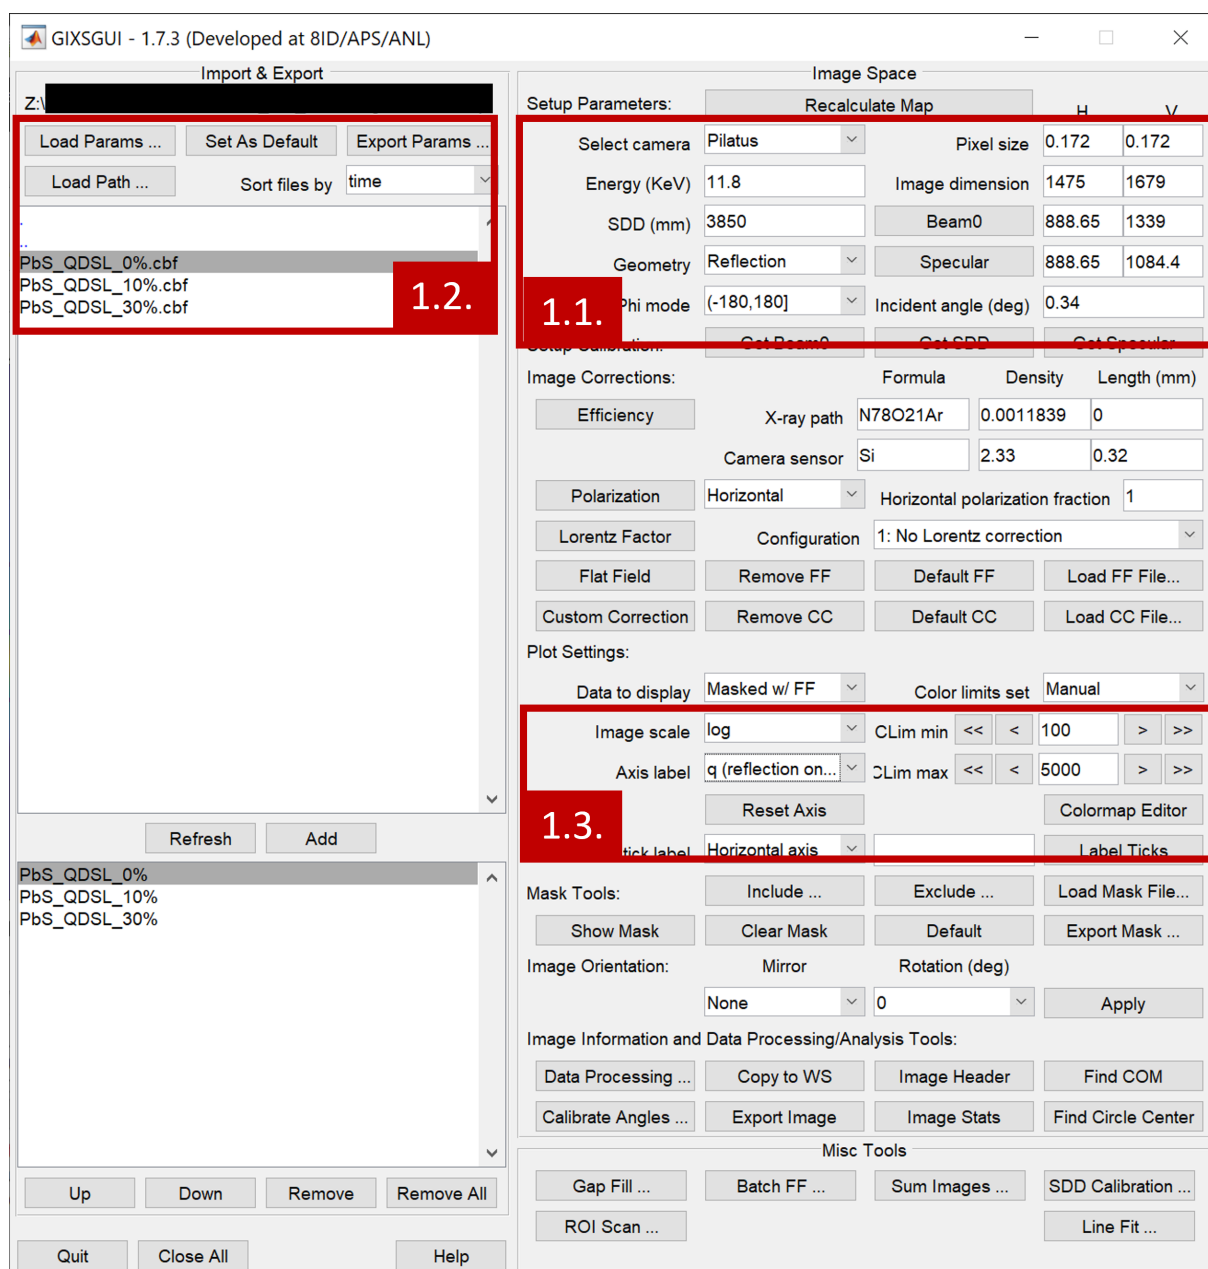 GIXSGUI - 1.7.3 (Developed at 8ID/APS/ANL)
Import & Export
Z:\
Load Params ... Set As Default Export Params ...
Load Path ... Sort files by time
.
..
PbS_QDSL_0%.cbf
PbS_QDSL_10%.cbf
PbS_QDSL_30%.cbf
1.2.
Refresh Add
PbS_QDSL_0%
PbS_QDSL_10%
PbS_QDSL_30%
Up Down Remove Remove All
Quit Close All Help
Image Space
Setup Parameters: Recalculate Map H V
Select camera Pilatus Pixel size 0.172 0.172
Energy (KeV) 11.8 Image dimension 1475 1679
SDD (mm) 3850 Beam0 888.65 1339
Geometry Reflection Specular 888.65 1084.4
1.1.
Phi mode (-180,180] Incident angle (deg) 0.34
Setup Calibration: Get Beam0 Get SDD Get Specular
Image Corrections: Formula Density Length (mm)
Efficiency X-ray path N78O21Ar 0.0011839 0
Camera sensor Si 2.33 0.32
Polarization Horizontal Horizontal polarization fraction 1
Lorentz Factor Configuration 1: No Lorentz correction
Flat Field Remove FF Default FF Load FF File...
Custom Correction Remove CC Default CC Load CC File...
Plot Settings:
Data to display Masked w/ FF Color limits set Manual
Image scale log CLim min << < 100 > >>
Axis label q (reflection on... CLim max << < 5000 > >>
Reset Axis Colormap Editor
1.3.
tick label Horizontal axis Label Ticks
Mask Tools: Include ... Exclude ... Load Mask File...
Show Mask Clear Mask Default Export Mask ...
Image Orientation: Mirror Rotation (deg)
None 0 Apply
Image Information and Data Processing/Analysis Tools:
Data Processing ... Copy to WS Image Header Find COM
Calibrate Angles ... Export Image Image Stats Find Circle Center
Misc Tools
Gap Fill ... Batch FF ... Sum Images ... SDD Calibration ...
ROI Scan ... Line Fit ...